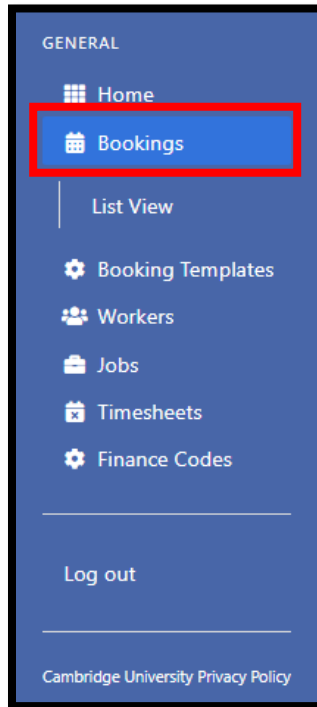 GENERAL
Home
Bookings
List View
Booking Templates
Workers
Jobs
Timesheets
Finance Codes
Log out
Cambridge University Privacy Policy